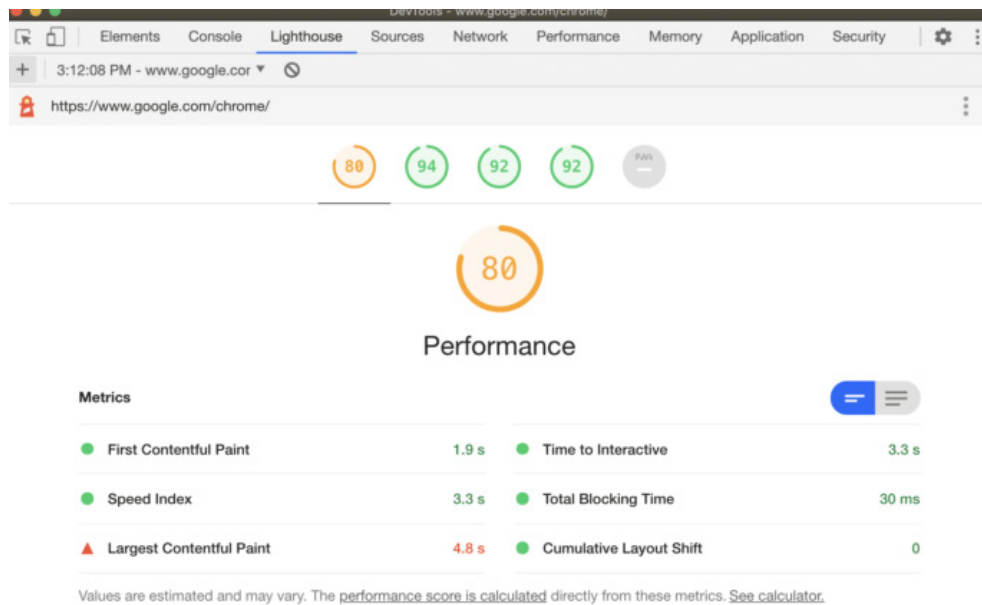 DevTools - www.google.com/chrome/
Elements Console Lighthouse Sources Network Performance Memory Application Security
+ 3:12:08 PM - www.google.cor
https://www.google.com/chrome/
80 94 92 92 PWA
80
Performance
Metrics
First Contentful Paint 1.9 s Time to Interactive 3.3 s
Speed Index 3.3 s Total Blocking Time 30 ms
Largest Contentful Paint 4.8 s Cumulative Layout Shift 0
Values are estimated and may vary. The performance score is calculated directly from these metrics. See calculator.